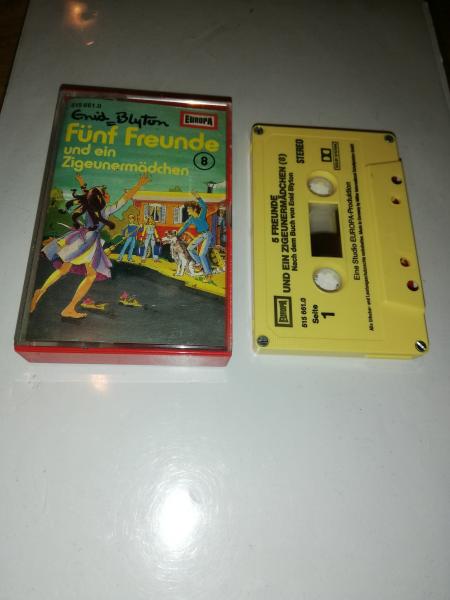 515 661.0
Enid Blyton
EUROPA
Fünf Freunde
und ein
Zigeunermädchen
8
5 FREUNDE
UND EIN ZIGEUNERMÄDCHEN (8)
Nach dem Buch von Enid Blyton
STEREO
EUROPA
515 661.0
Seite
1
Eine Studio EUROPA-Produktion